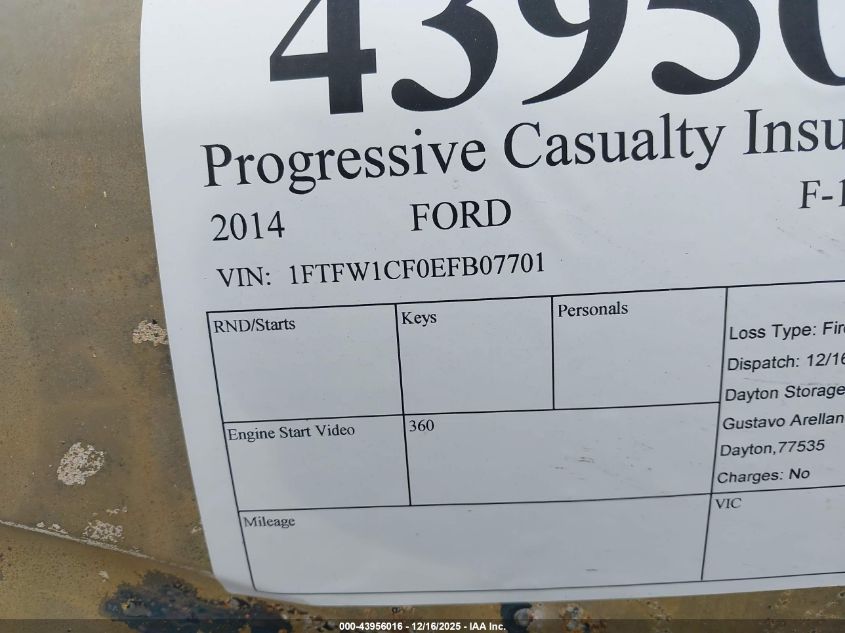 4395
Progressive Casualty Insu
2014 FORD F-1
VIN: 1FTFW1CF0EFB07701
RND/Starts Keys Personals
Loss Type: Fire
Dispatch: 12/16
Dayton Storage
Engine Start Video 360
Gustavo Arellan
Dayton,77535
Charges: No
Mileage VIC
000-43956016 - 12/16/2025 - IAA Inc.